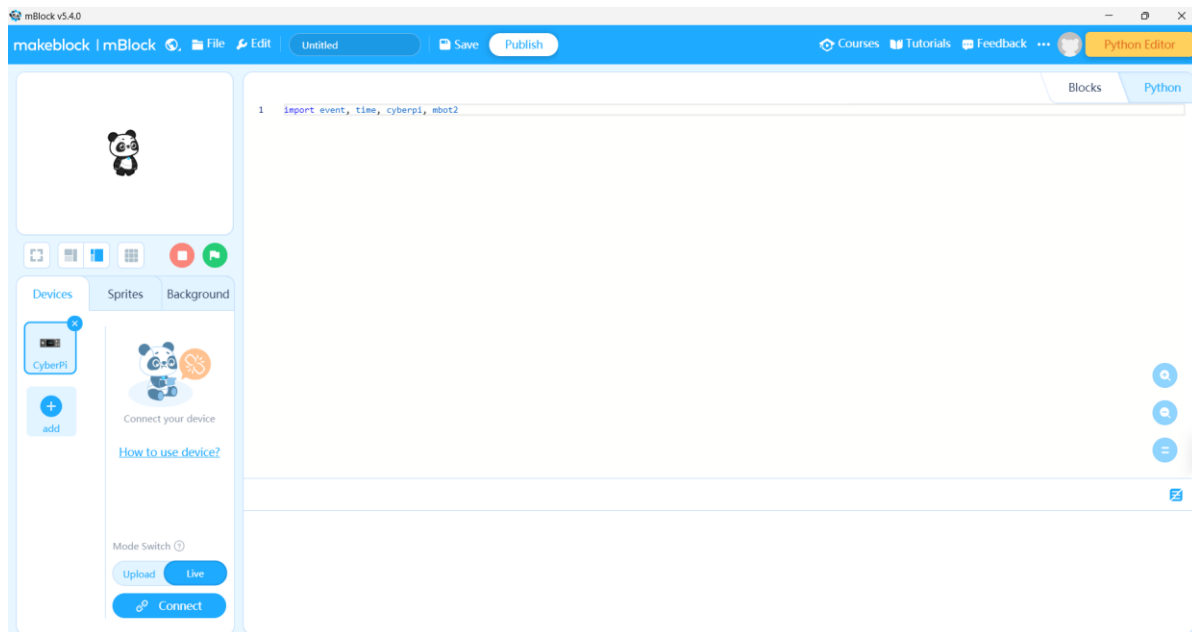 mBlock v5.4.0
makeblock | mBlock File Edit Untitled Save Publish Courses Tutorials Feedback ... Python Editor
Blocks Python
1 import event, time, cyberpi, mbot2
Devices Sprites Background
CyberPi
add
Connect your device
How to use device?
Mode Switch ?
Upload Live
Connect